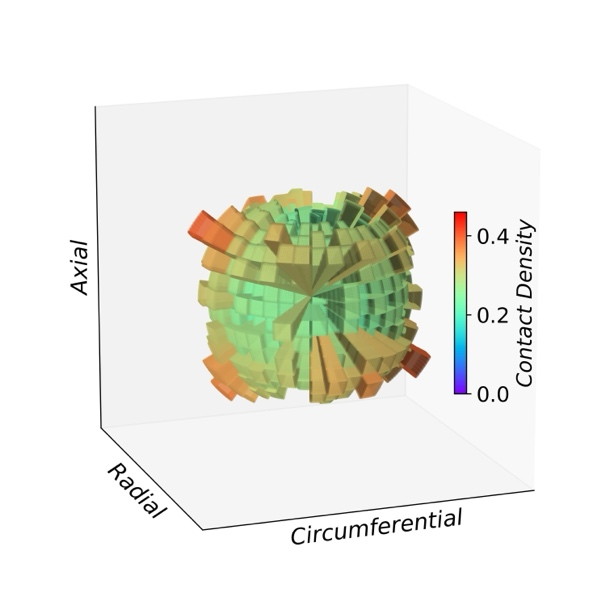 Axial
Radial
Circumferential
0.4
0.2
0.0
Contact Density